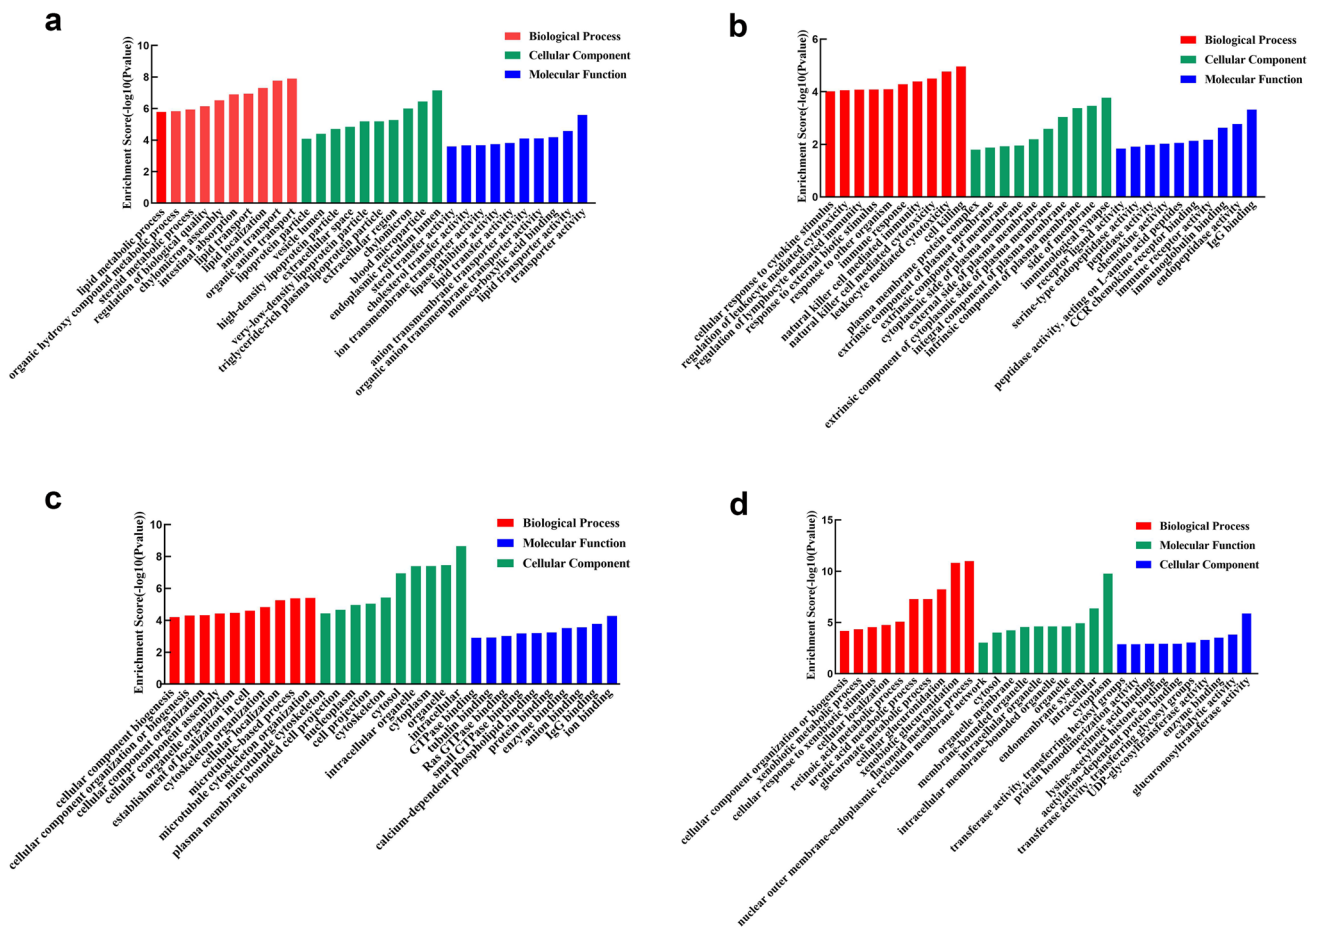 a
Enrichment Score(-log10(Pvalue))
10
8
6
4
2
0
Biological Process
Cellular Component
Molecular Function
lipid metabolic process
organic hydroxy compound metabolic process
steroid metabolic process
regulation of biological quality
chylomicron assembly
intestinal absorption
lipid transport
lipid localization
anion transport
organic anion transport
lipoprotein particle
vesicle lumen
high-density lipoprotein particle
extracellular space
very-low-density lipoprotein particle
triglyceride-rich plasma lipoprotein particle
extracellular region
chylomicron
blood microparticle
endoplasmic reticulum lumen
cholesterol transfer activity
sterol transfer activity
ion transmembrane transporter activity
lipase inhibitor activity
lipase activity
lipid transfer activity
anion transmembrane transporter activity
organic anion transmembrane transporter activity
monocarboxylic acid binding
lipid transporter activity
transporter activity
b
Enrichment Score(-log10(Pvalue))
6
4
2
0
Biological Process
Cellular Component
Molecular Function
cellular response to cytokine stimulus
regulation of leukocyte mediated cytotoxicity
regulation of lymphocyte mediated immunity
response to external biotic stimulus
response to other organism
immune response
natural killer cell mediated immunity
natural killer cell mediated cytotoxicity
leukocyte mediated cytotoxicity
cell killing
plasma membrane protein complex
extrinsic component of membrane
extrinsic component of plasma membrane
cytoplasmic side of plasma membrane
external side of plasma membrane
extrinsic component of cytoplasmic side of plasma membrane
integral component of plasma membrane
intrinsic component of plasma membrane
side of membrane
immunological synapse
receptor ligand activity
serine-type endopeptidase activity
peptidase activity
chemokine activity
peptidase activity, acting on L-amino acid peptides
chemokine receptor binding
CCR chemokine receptor binding
immune receptor activity
immunoglobulin binding
endopeptidase activity
IgG binding
c
Enrichment Score(-log10(Pvalue))
10
8
6
4
2
0
Biological Process
Molecular Function
Cellular Component
cellular component biogenesis
cellular component organization or biogenesis
cellular component organization
cellular component assembly
organelle organization
establishment of localization in cell
cytoskeleton organization
cellular localization
microtubule-based process
microtubule cytoskeleton organization
microtubule cytoskeleton
plasma membrane bounded cell projection
nucleoplasm
cell projection
cytoskeleton
cytosol
intracellular organelle
cytoplasm
organelle
intracellular
GTPase binding
tubulin binding
Ras GTPase binding
small GTPase binding
calcium-dependent phospholipid binding
protein binding
enzyme binding
anion binding
IgG binding
ion binding
d
Enrichment Score(-log10(Pvalue))
15
10
5
0
Biological Process
Molecular Function
Cellular Component
cellular component organization or biogenesis
xenobiotic metabolic process
cellular response to xenobiotic stimulus
cellular localization
retinoic acid metabolic process
uronic acid metabolic process
glucuronate metabolic process
cellular glucuronidation
xenobiotic glucuronidation
flavonoid metabolic process
nuclear outer membrane-endoplasmic reticulum membrane network
cytosol
organelle membrane
membrane-bounded organelle
organelle
intracellular organelle
intracellular membrane-bounded organelle
endomembrane system
intracellular
cytoplasm
transferase activity, transferring hexosyl groups
protein homodimerization activity
retinoic acid binding
retinoid binding
lysine-acetylated histone binding
acetylation-dependent protein binding
transferase activity, transferring glycosyl groups
UDP-glycosyltransferase activity
enzyme binding
catalytic activity
glucuronosyltransferase activity